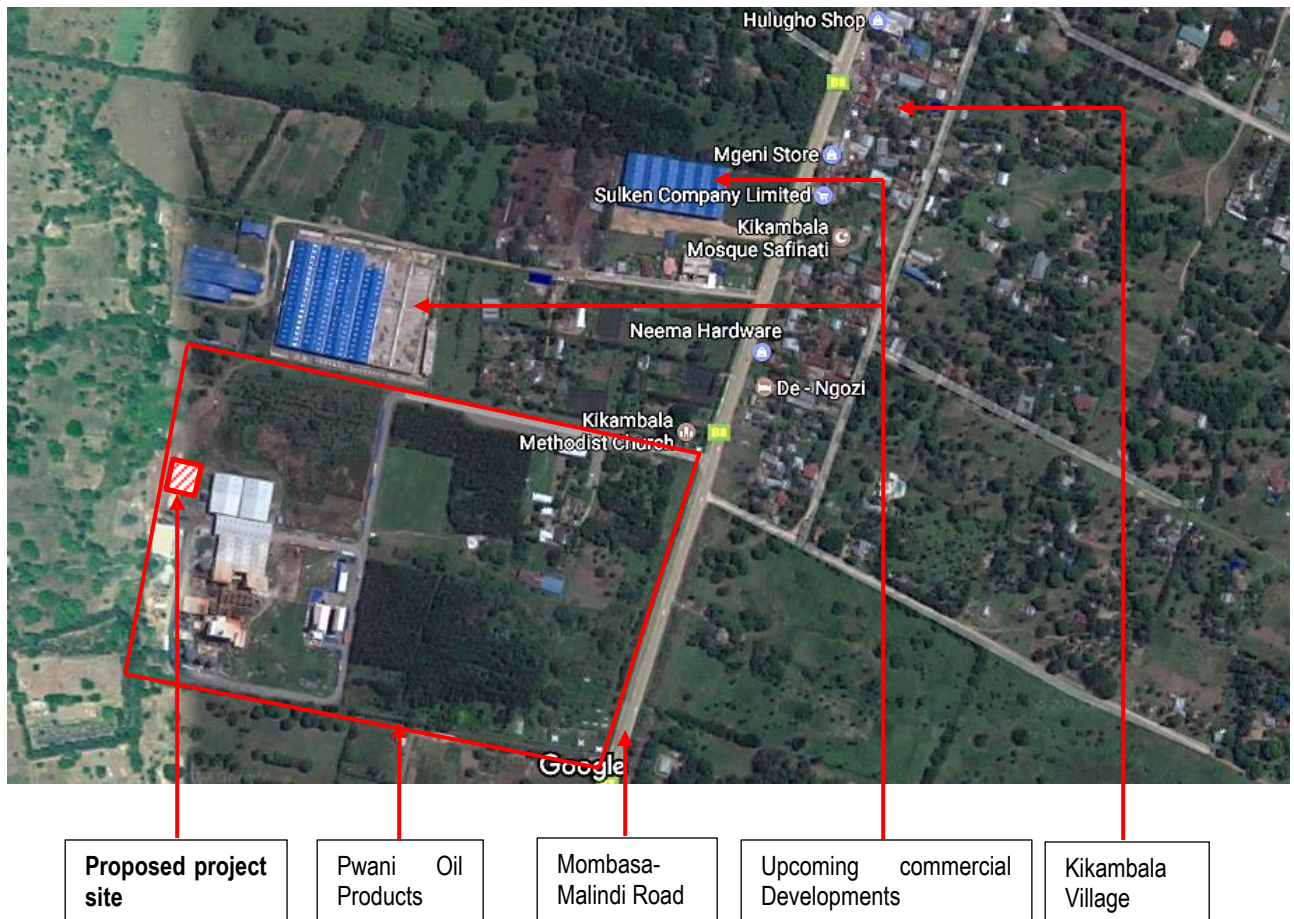 Hulugho Shop
B8
Mgeni Store
Sulken Company Limited
Kikambala
Mosque Safinati
Neema Hardware
De - Ngozi
Kikambala
Methodist Church
B8
Google
Proposed project
site
Pwani Oil
Products
Mombasa-
Malindi Road
Upcoming commercial
Developments
Kikambala
Village